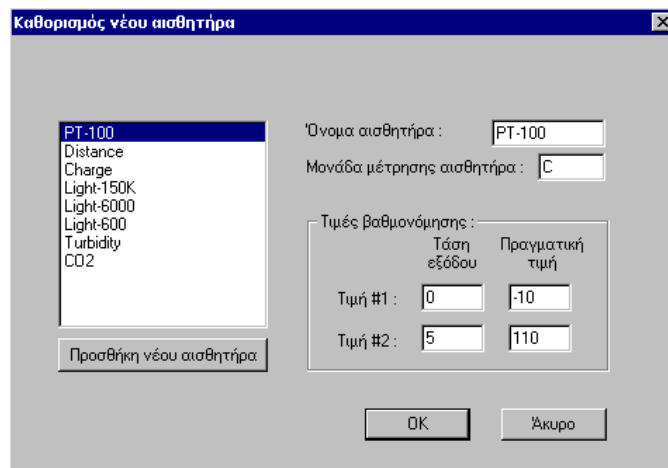 Καθορισμός νέου αισθητήρα
PT-100
Distance
Charge
Light-150K
Light-6000
Light-600
Turbidity
CO2
Προσθήκη νέου αισθητήρα
Όνομα αισθητήρα : PT-100
Μονάδα μέτρησης αισθητήρα : C
Τιμές βαθμονόμησης :
Τάση εξόδου Πραγματική τιμή
Τιμή #1 : 0 -10
Τιμή #2 : 5 110
OK Άκυρο